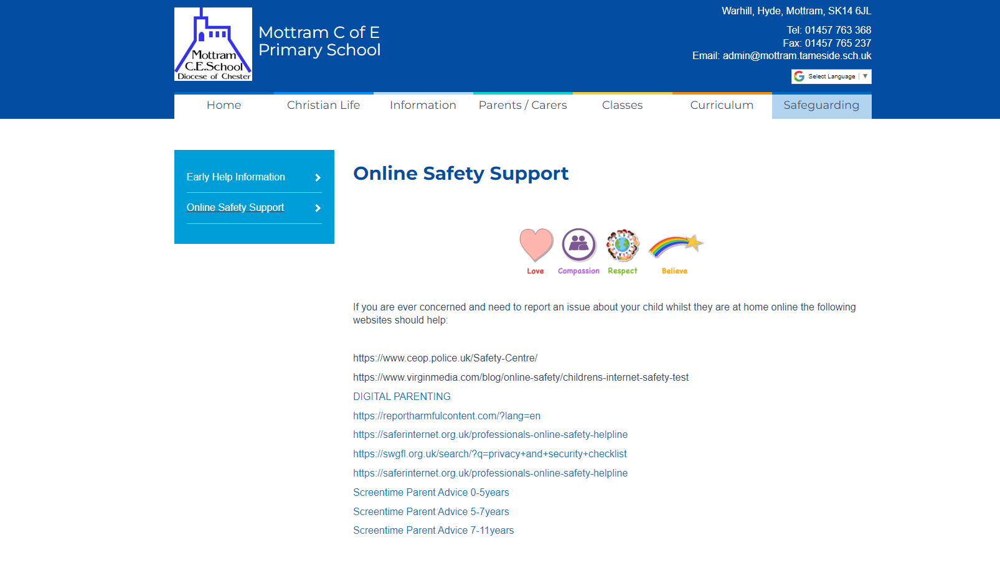 Mottram
C.E.School
Diocese of Chester
Mottram C of E
Primary School
Warhill, Hyde, Mottram, SK14 6JL
Tel: 01457 763 368
Fax: 01457 765 237
Email: admin@mottram.tameside.sch.uk
Select Language ▼
Home
Christian Life
Information
Parents / Carers
Classes
Curriculum
Safeguarding
Early Help Information
Online Safety Support
Online Safety Support
Love
Compassion
Respect
Believe
If you are ever concerned and need to report an issue about your child whilst they are at home online the following
websites should help:
https://www.ceop.police.uk/Safety-Centre/
https://www.virginmedia.com/blog/online-safety/childrens-internet-safety-test
DIGITAL PARENTING
https://reportharmfulcontent.com/?lang=en
https://saferinternet.org.uk/professionals-online-safety-helpline
https://swgfl.org.uk/search/?q=privacy+and+security+checklist
https://saferinternet.org.uk/professionals-online-safety-helpline
Screentime Parent Advice 0-5years
Screentime Parent Advice 5-7years
Screentime Parent Advice 7-11years